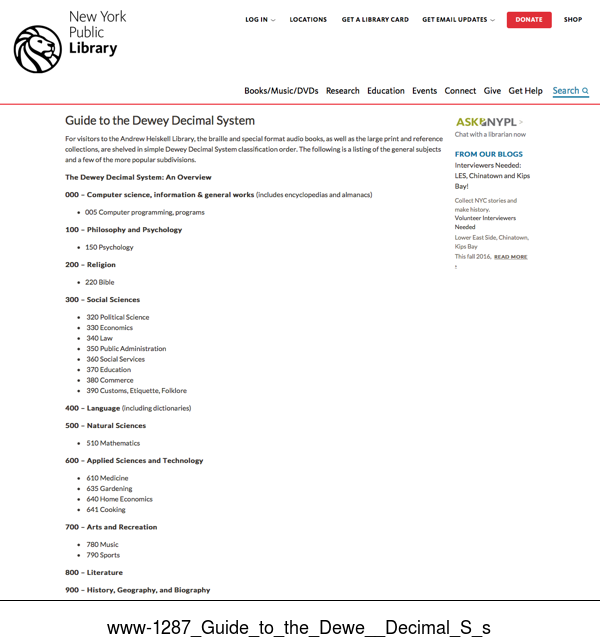 New York
Public
Library
LOG IN
LOCATIONS
GET A LIBRARY CARD
GET EMAIL UPDATES
DONATE
SHOP
Books/Music/DVDs
Research
Education
Events
Connect
Give
Get Help
Search
Guide to the Dewey Decimal System
For visitors to the Andrew Heiskell Library, the braille and special format audio books, as well as the large print and reference
collections, are shelved in simple Dewey Decimal System classification order. The following is a listing of the general subjects
and a few of the more popular subdivisions.
The Dewey Decimal System: An Overview
000 – Computer science, information & general works (includes encyclopedias and almanacs)
• 005 Computer programming, programs
100 – Philosophy and Psychology
• 150 Psychology
200 – Religion
• 220 Bible
300 – Social Sciences
• 320 Political Science
• 330 Economics
• 340 Law
• 350 Public Administration
• 360 Social Services
• 370 Education
• 380 Commerce
• 390 Customs, Etiquette, Folklore
400 – Language (including dictionaries)
500 – Natural Sciences
• 510 Mathematics
600 – Applied Sciences and Technology
• 610 Medicine
• 635 Gardening
• 640 Home Economics
• 641 Cooking
700 – Arts and Recreation
• 780 Music
• 790 Sports
800 – Literature
900 – History, Geography, and Biography
ASK NYPL >
Chat with a librarian now
FROM OUR BLOGS
Interviewers Needed:
LES, Chinatown and Kips
Bay!
Collect NYC stories and
make history.
Volunteer Interviewers
Needed
Lower East Side, Chinatown,
Kips Bay
This fall 2016, READ MORE
www-1287_Guide_to_the_Dewe__Decimal_S_s